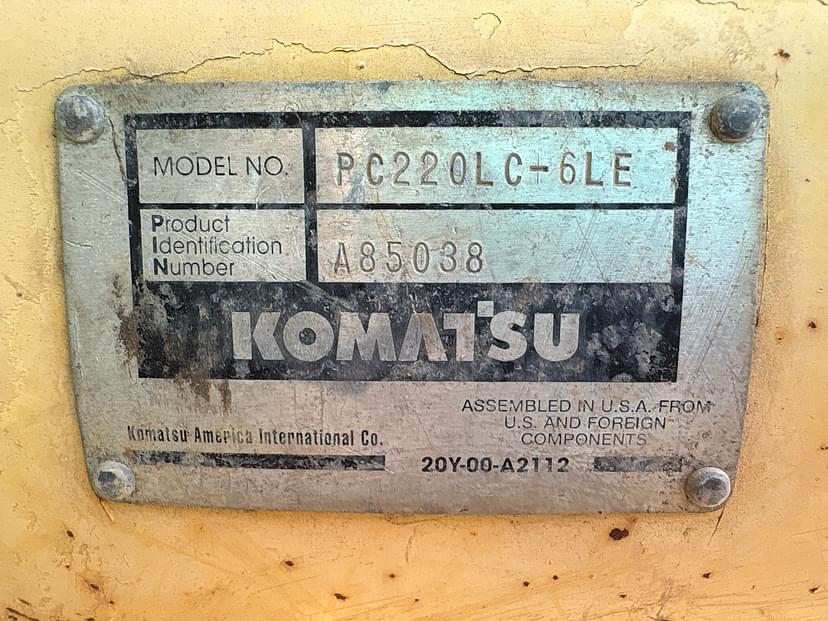 MODEL NO. PC220LC-6LE
Product
Identification
Number
A85038
KOMATSU
ASSEMBLED IN U.S.A. FROM
U.S. AND FOREIGN
COMPONENTS
Komatsu America International Co.
20Y-00-A2112